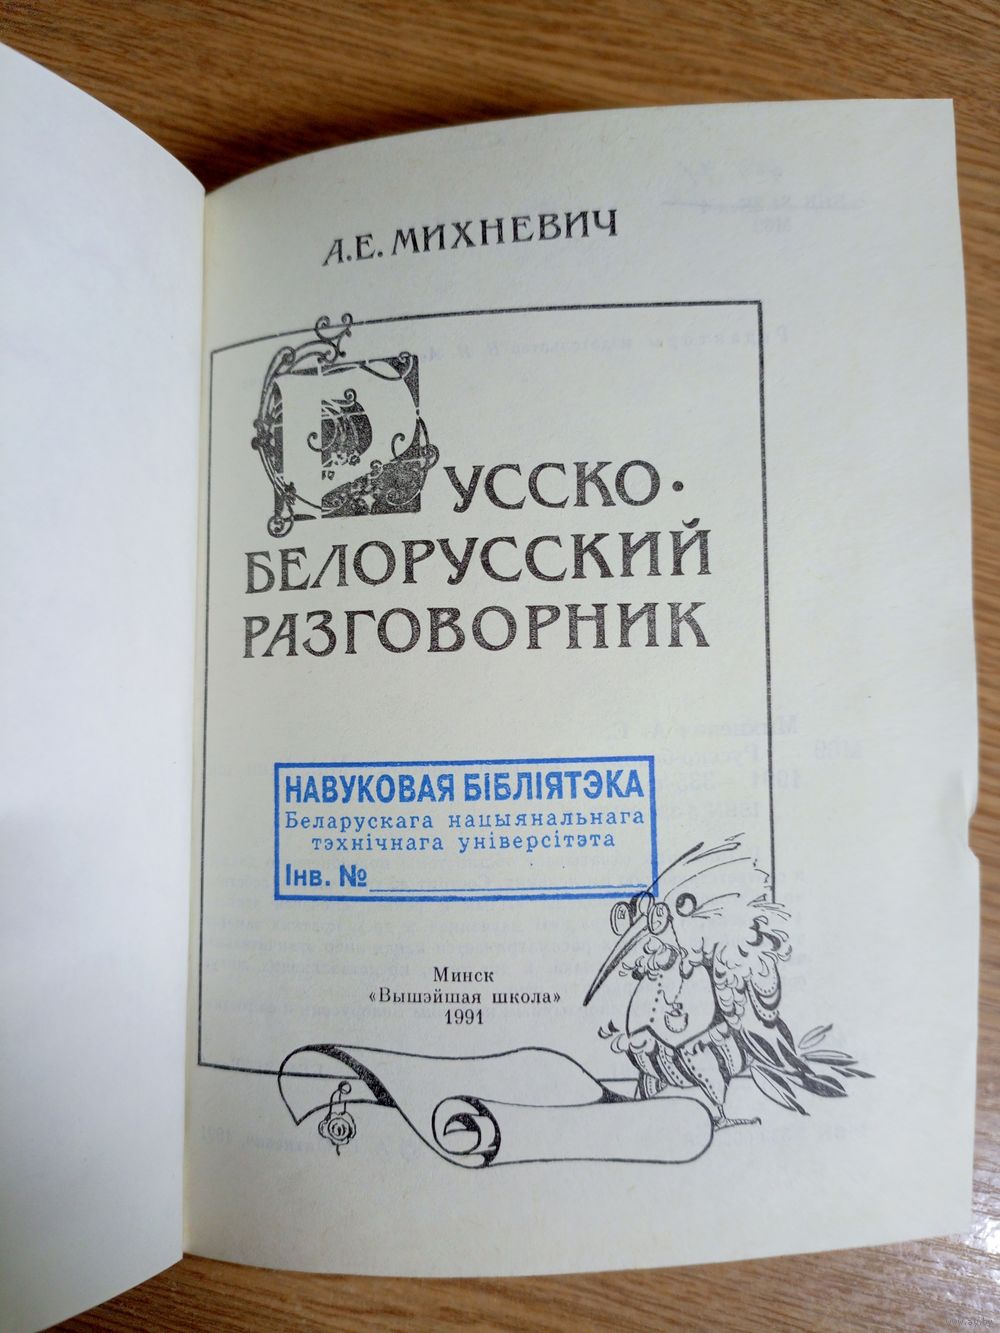 А.Е. МИХНЕВИЧ
РУССКО-
БЕЛОРУССКИЙ
РАЗГОВОРНИК
НАВУКОВАЯ БІБЛІЯТЭКА
Беларускага нацыянальнага
тэхнічнага універсітэта
Інв. №
Минск
«Вышэйшая школа»
1991